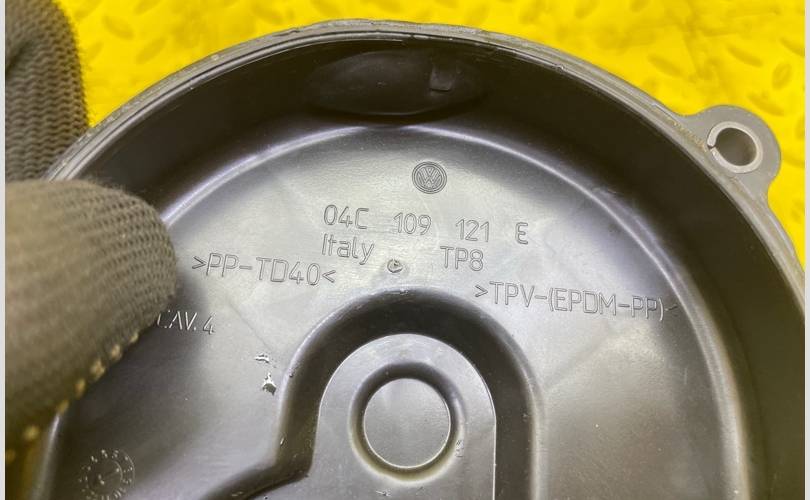 04C 109 121 E
Italy TP8
>PP-TD40<
>TPV-(EPDM-PP)<
CAV.4